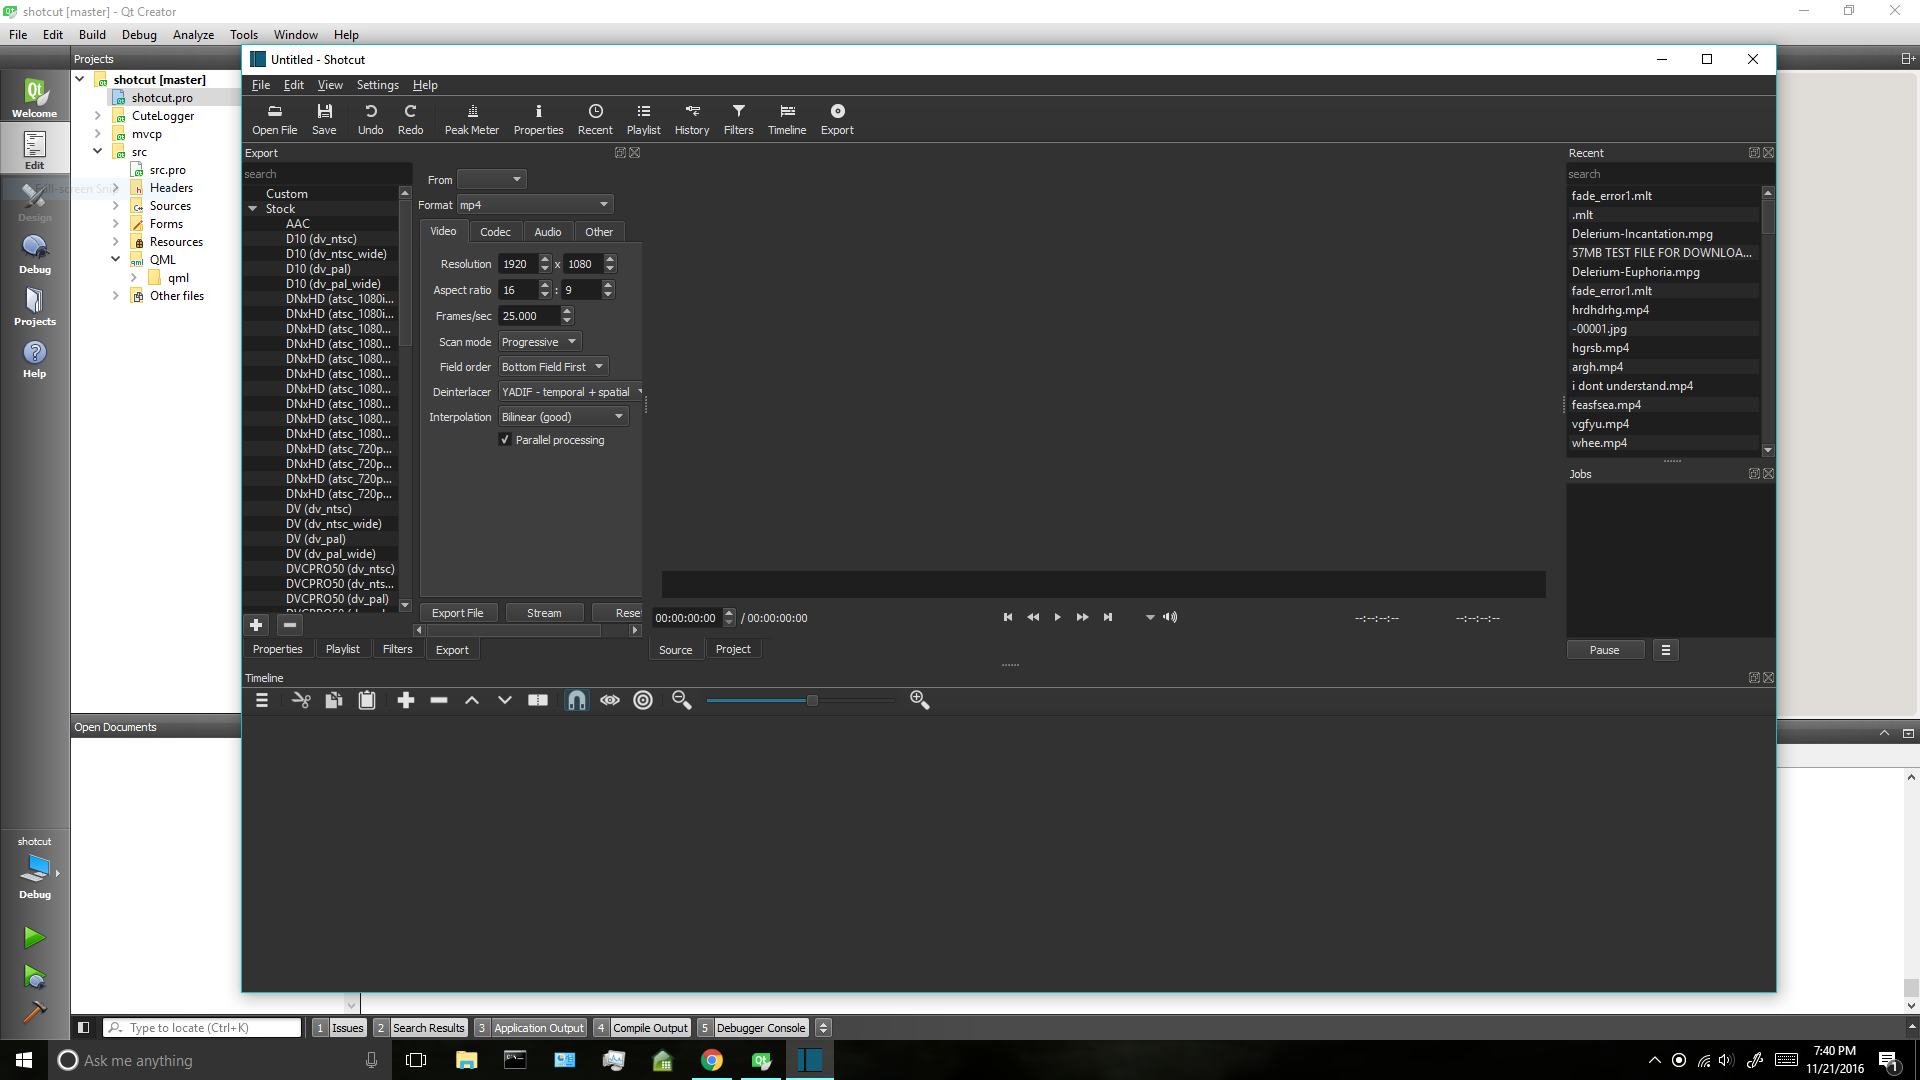 shotcut [master] - Qt Creator
File Edit Build Debug Analyze Tools Window Help
Projects
Welcome
Edit
Design
Debug
Projects
Help
shotcut [master]
shotcut.pro
CuteLogger
mvcp
src
src.pro
Headers
Sources
Forms
Resources
QML
qml
Other files
Open Documents
shotcut
Debug
Untitled - Shotcut
File Edit View Settings Help
Open File Save Undo Redo Peak Meter Properties Recent Playlist History Filters Timeline Export
Export
search
Custom
Stock
AAC
D10 (dv_ntsc)
D10 (dv_ntsc_wide)
D10 (dv_pal)
D10 (dv_pal_wide)
DNxHD (atsc_1080i...
DNxHD (atsc_1080i...
DNxHD (atsc_1080...
DNxHD (atsc_1080...
DNxHD (atsc_1080...
DNxHD (atsc_1080...
DNxHD (atsc_1080...
DNxHD (atsc_1080...
DNxHD (atsc_1080...
DNxHD (atsc_1080...
DNxHD (atsc_720p...
DNxHD (atsc_720p...
DNxHD (atsc_720p...
DNxHD (atsc_720p...
DV (dv_ntsc)
DV (dv_ntsc_wide)
DV (dv_pal)
DV (dv_pal_wide)
DVCPRO50 (dv_ntsc)
DVCPRO50 (dv_nts...
DVCPRO50 (dv_pal)
From
Format mp4
Video Codec Audio Other
Resolution 1920 x 1080
Aspect ratio 16 : 9
Frames/sec 25.000
Scan mode Progressive
Field order Bottom Field First
Deinterlacer YADIF - temporal + spatial
Interpolation Bilinear (good)
Parallel processing
Export File Stream Rese
Properties Playlist Filters Export
00:00:00:00 / 00:00:00:00 --:--:--:-- --:--:--:--
Source Project
Recent
search
fade_error1.mlt
.mlt
Delerium-Incantation.mpg
57MB TEST FILE FOR DOWNLOA...
Delerium-Euphoria.mpg
fade_error1.mlt
hrdhdrhg.mp4
-00001.jpg
hgrsb.mp4
argh.mp4
i dont understand.mp4
feasfsea.mp4
vgfyu.mp4
whee.mp4
Jobs
Pause
Timeline
Type to locate (Ctrl+K) 1 Issues 2 Search Results 3 Application Output 4 Compile Output 5 Debugger Console
Ask me anything
7:40 PM
11/21/2016
1